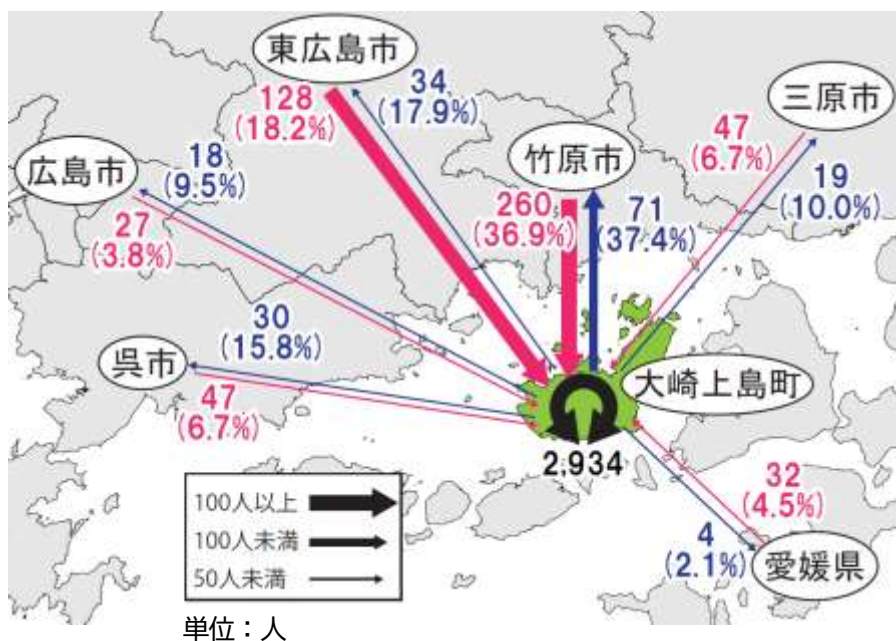 東広島市
128
(18.2%)
34
(17.9%)
三原市
47
(6.7%)
19
(10.0%)
竹原市
260
(36.9%)
71
(37.4%)
広島市
18
(9.5%)
27
(3.8%)
呉市
30
(15.8%)
47
(6.7%)
大崎上島町
2,934
32
(4.5%)
4
(2.1%)
愛媛県
100人以上
100人未満
50人未満
単位：人